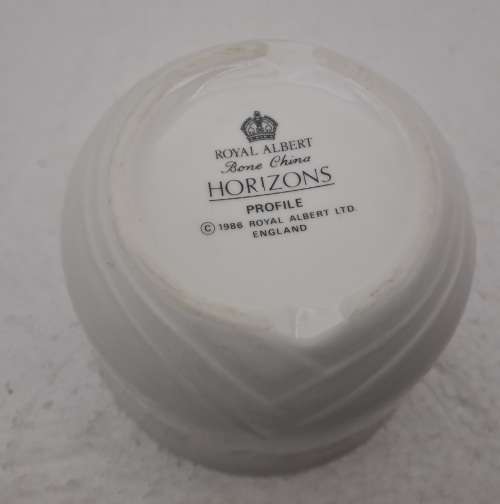 ROYAL ALBERT
Bone China
HORIZONS
PROFILE
© 1986 ROYAL ALBERT LTD.
ENGLAND